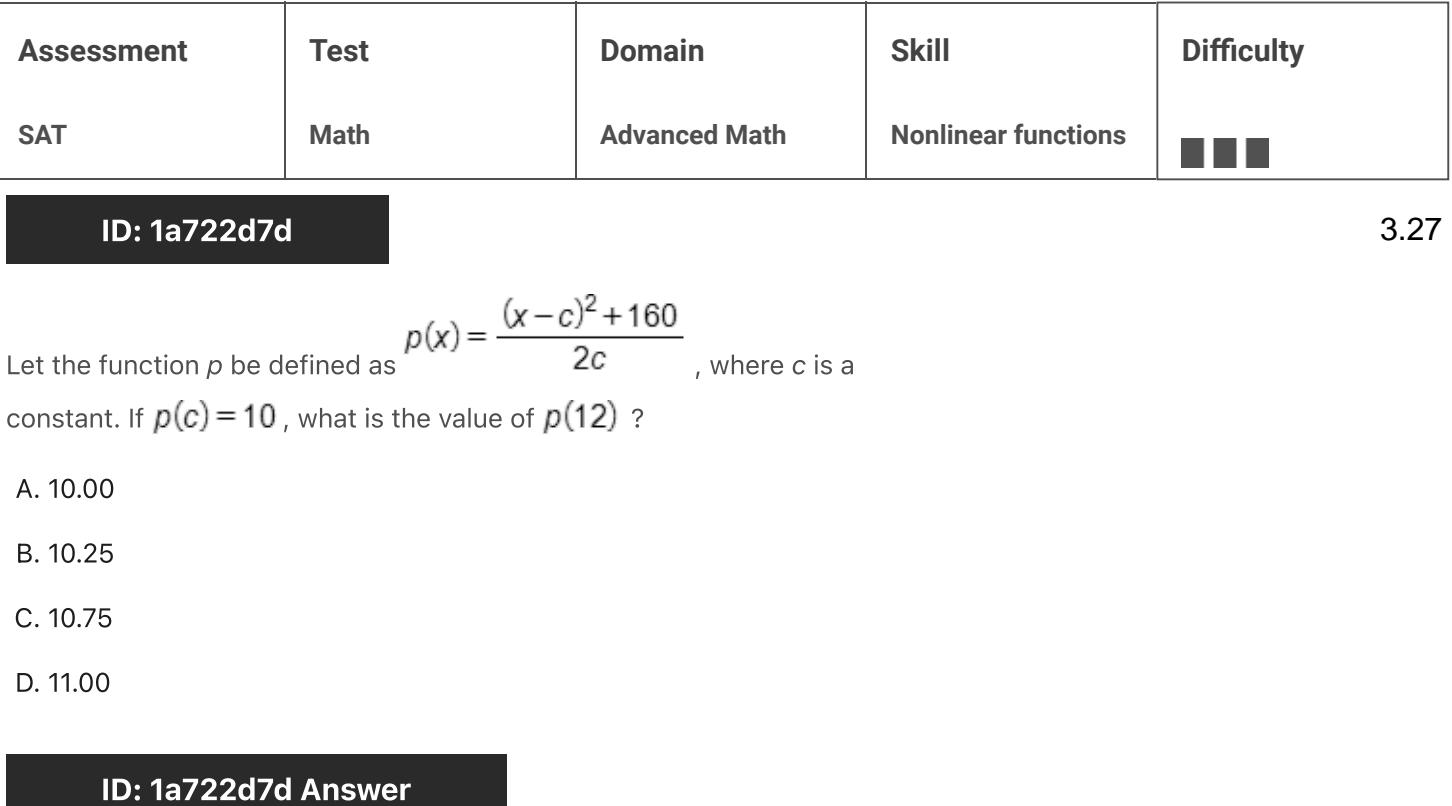 Assessment Test Domain Skill Difficulty
SAT Math Advanced Math Nonlinear functions
ID: 1a722d7d
3.27
Let the function p be defined as p(x) = \frac{(x-c)^2+160}{2c} , where c is a
constant. If p(c) = 10 , what is the value of p(12) ?
A. 10.00
B. 10.25
C. 10.75
D. 11.00
ID: 1a722d7d Answer